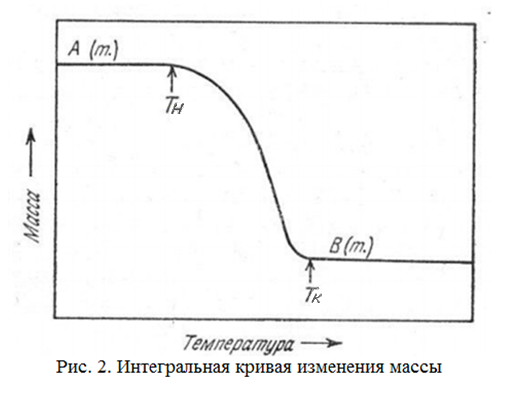 A (т.)
Tн
B (т.)
Tк
Масса
Температура
Рис. 2. Интегральная кривая изменения массы